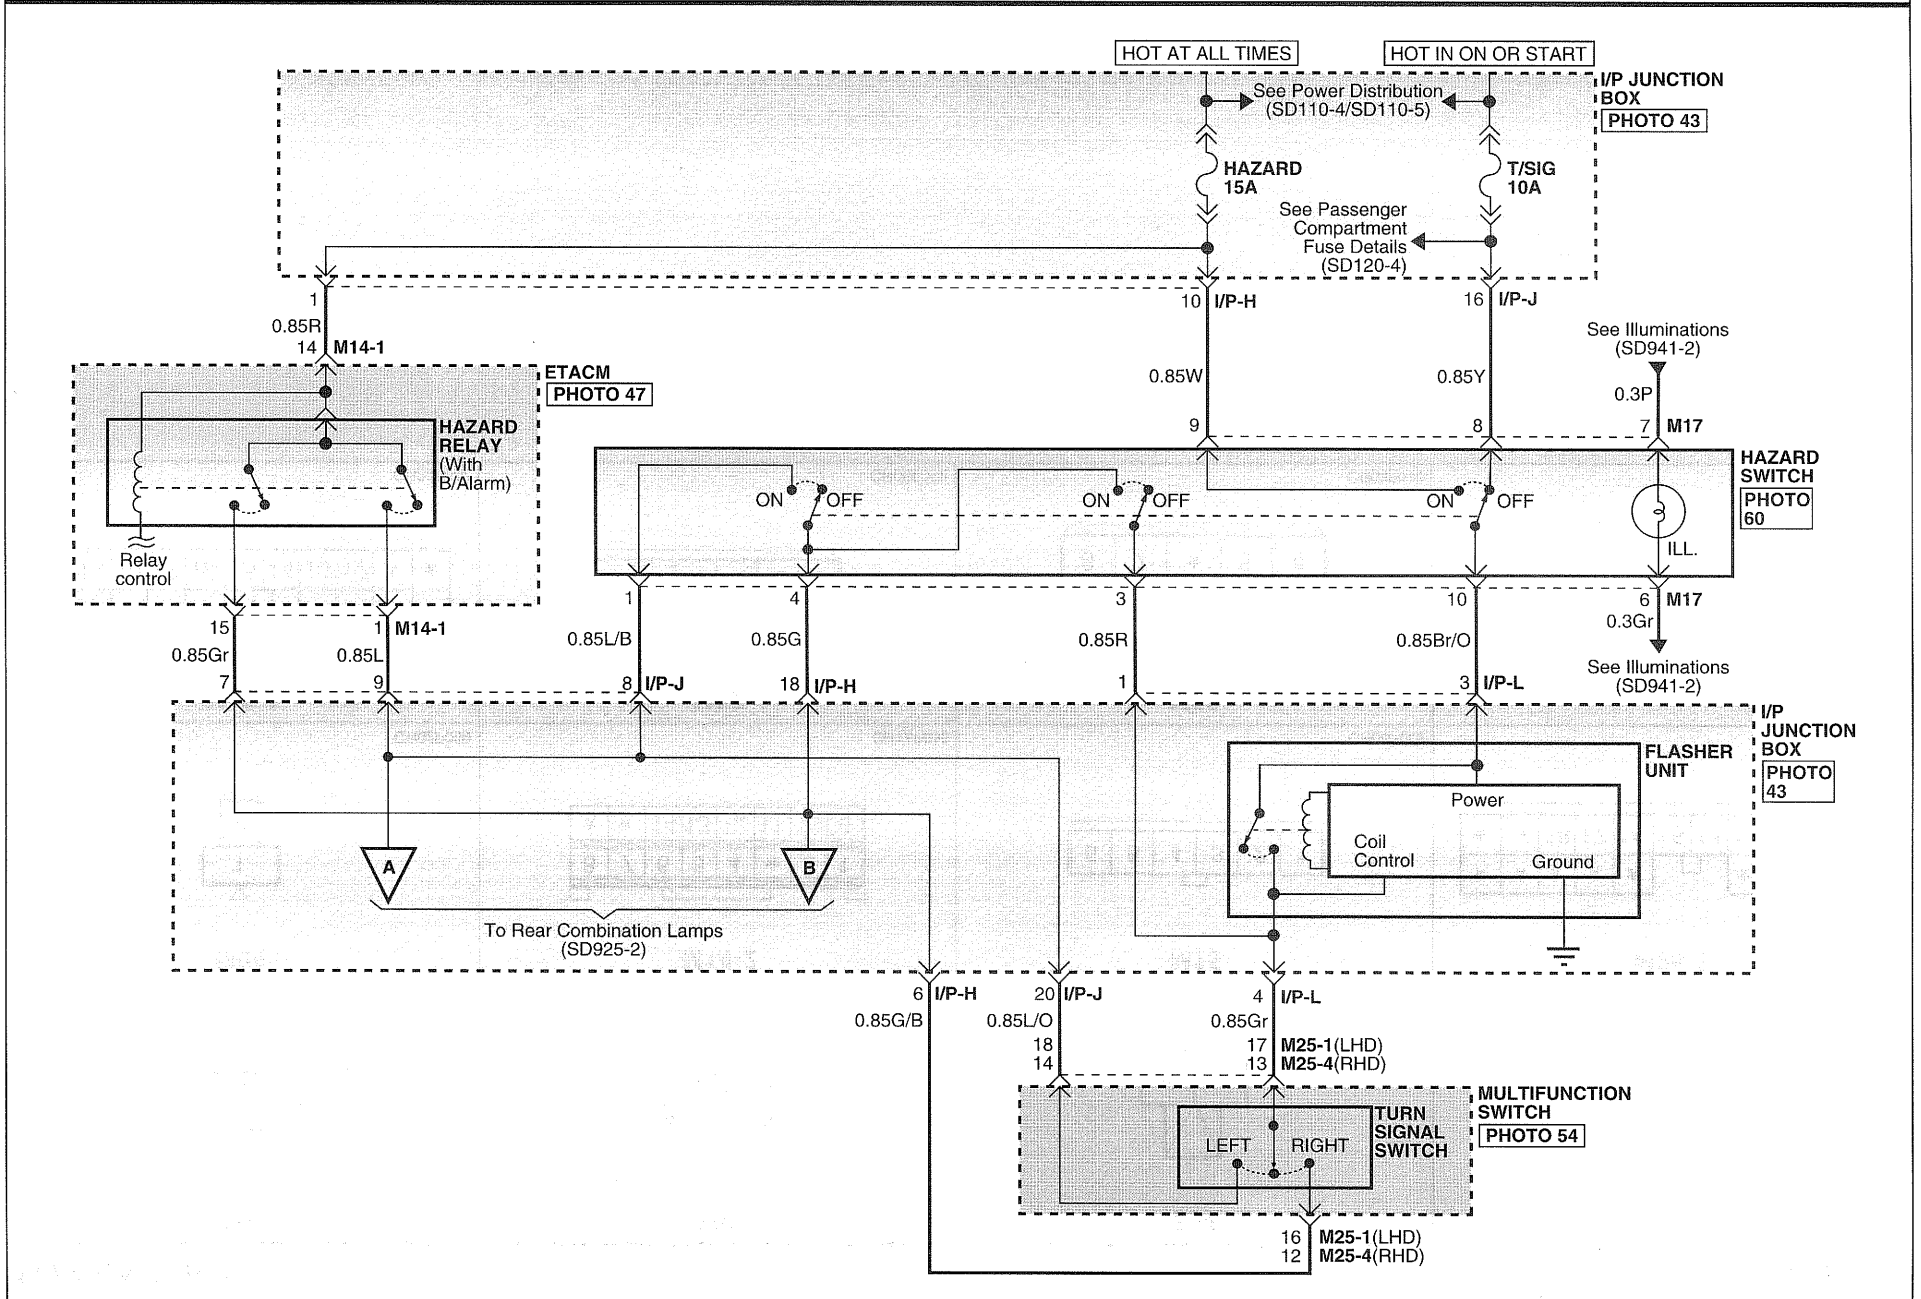 HOT AT ALL TIMES
HOT IN ON OR START
I/P JUNCTION
BOX
PHOTO 43
See Power Distribution
(SD110-4/SD110-5)
HAZARD
15A
T/SIG
10A
See Passenger
Compartment
Fuse Details
(SD120-4)
1
10 I/P-H
16 I/P-J
0.85R
14 M14-1
See Illuminations
(SD941-2)
ETACM
PHOTO 47
0.85W
0.85Y
0.3P
9
8
7 M17
HAZARD
RELAY
(With
B/Alarm)
HAZARD
SWITCH
PHOTO
60
ON OFF
ON OFF
ON OFF
ILL.
Relay
control
1
4
3
10
6 M17
15
1 M14-1
0.3Gr
0.85Gr
0.85L
0.85L/B
0.85G
0.85R
0.85Br/O
See Illuminations
(SD941-2)
7
9
8 I/P-J
18 I/P-H
1
3 I/P-L
I/P
JUNCTION
BOX
PHOTO
43
FLASHER
UNIT
Power
Coil
Control
Ground
A
B
To Rear Combination Lamps
(SD925-2)
6 I/P-H
20 I/P-J
4 I/P-L
0.85G/B
0.85L/O
0.85Gr
18
17 M25-1(LHD)
14
13 M25-4(RHD)
MULTIFUNCTION
SWITCH
PHOTO 54
TURN
SIGNAL
SWITCH
LEFT
RIGHT
16 M25-1(LHD)
12 M25-4(RHD)